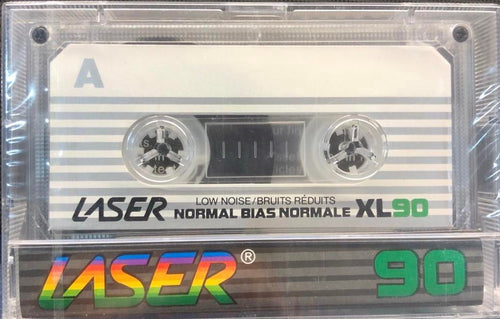 A
LOW NOISE/BRUITS RÉDUITS
LASER NORMAL BIAS NORMALE XL90
LASER® 90